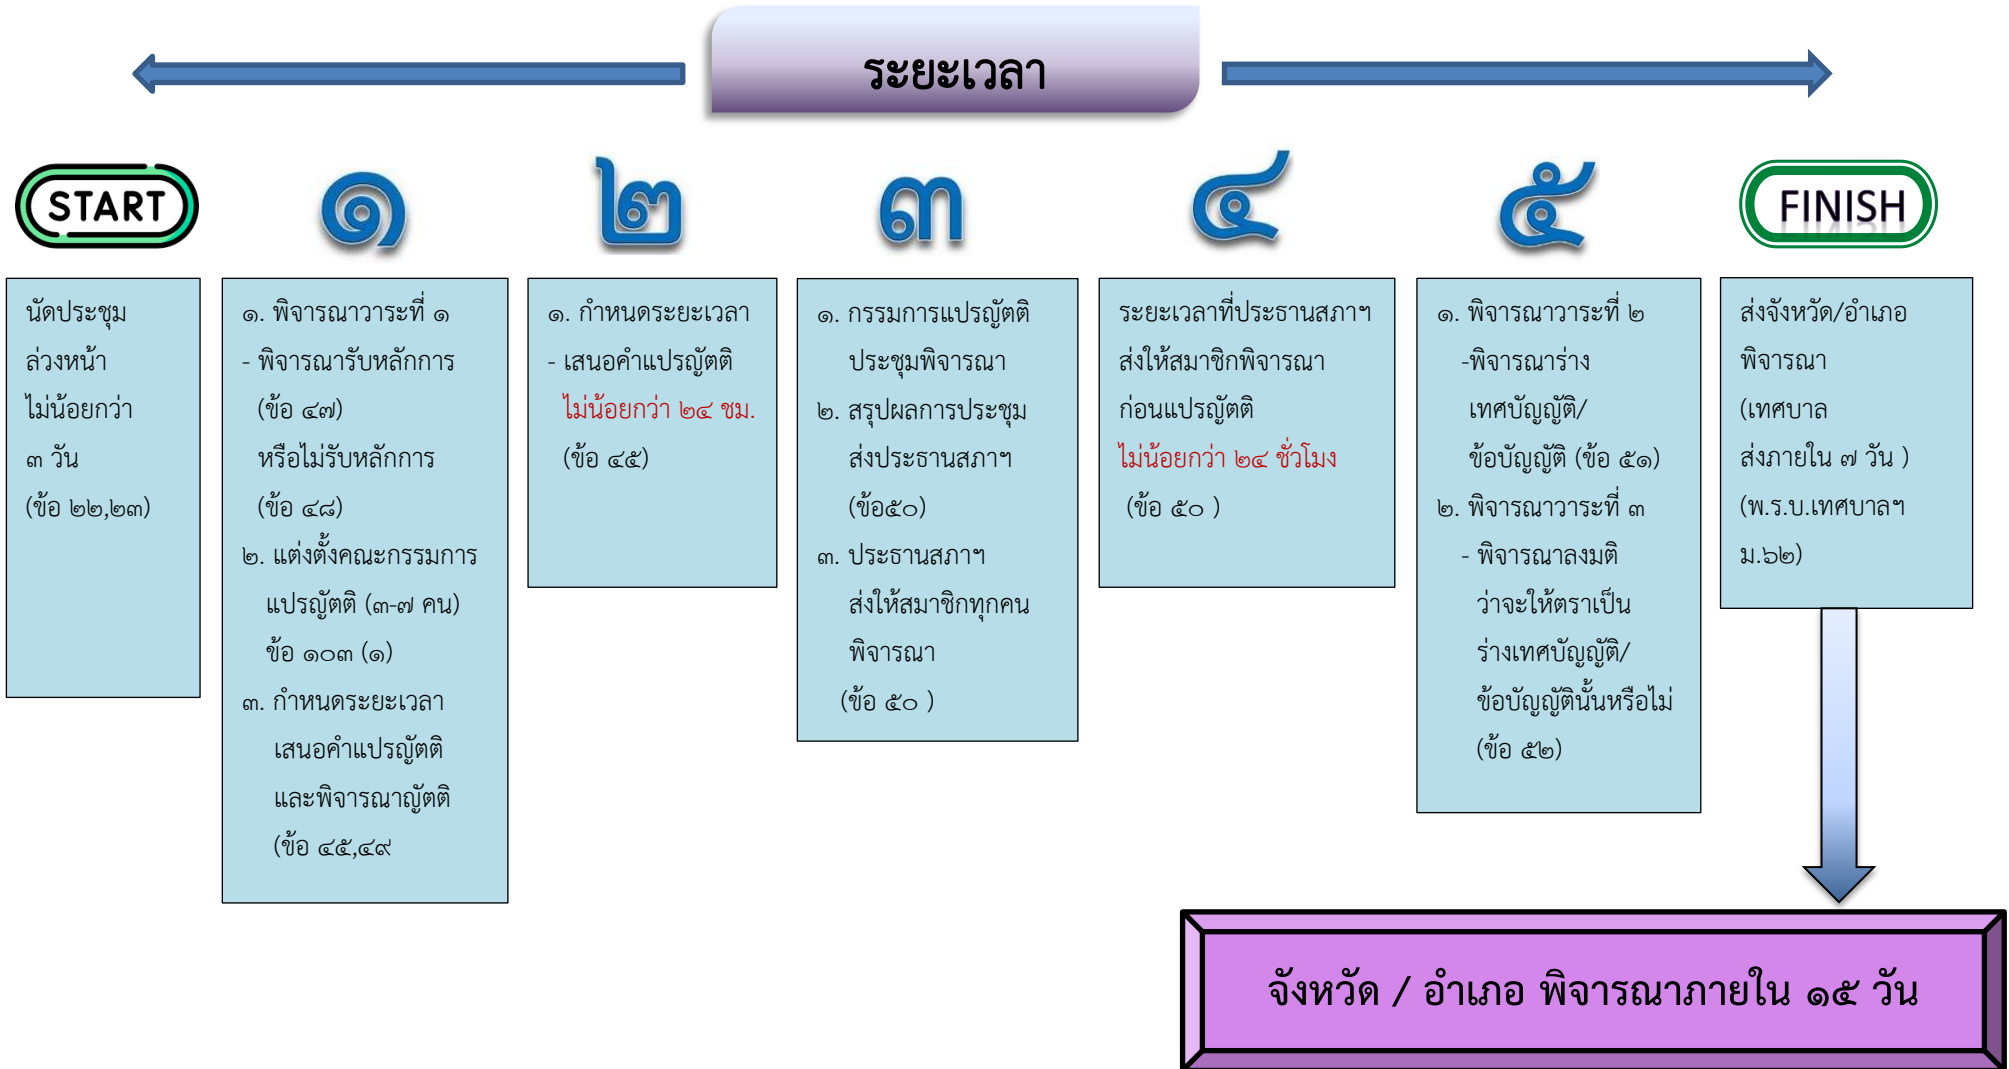 ระยะเวลา
START
๑
๒
๓
๔
๕
FINISH
นัดประชุม
ล่วงหน้า
ไม่น้อยกว่า
๓ วัน
(ข้อ ๒๒,๒๓)
๑. พิจารณาวาระที่ ๑
- พิจารณารับหลักการ
(ข้อ ๔๗)
หรือไม่รับหลักการ
(ข้อ ๔๘)
๒. แต่งตั้งคณะกรรมการ
แปรญัตติ (๓-๗ คน)
ข้อ ๑๐๓ (๑)
๓. กำหนดระยะเวลา
เสนอคำแปรญัตติ
และพิจารณาญัตติ
(ข้อ ๔๕,๔๙
๑. กำหนดระยะเวลา
- เสนอคำแปรญัตติ
ไม่น้อยกว่า ๒๔ ชม.
(ข้อ ๔๕)
๑. กรรมการแปรญัตติ
ประชุมพิจารณา
๒. สรุปผลการประชุม
ส่งประธานสภาฯ
(ข้อ๕๐)
๓. ประธานสภาฯ
ส่งให้สมาชิกทุกคน
พิจารณา
(ข้อ ๕๐ )
ระยะเวลาที่ประธานสภาฯ
ส่งให้สมาชิกพิจารณา
ก่อนแปรญัตติ
ไม่น้อยกว่า ๒๔ ชั่วโมง
(ข้อ ๕๐ )
๑. พิจารณาวาระที่ ๒
-พิจารณาร่าง
เทศบัญญัติ/
ข้อบัญญัติ (ข้อ ๕๑)
๒. พิจารณาวาระที่ ๓
- พิจารณาลงมติ
ว่าจะให้ตราเป็น
ร่างเทศบัญญัติ/
ข้อบัญญัตินั้นหรือไม่
(ข้อ ๕๒)
ส่งจังหวัด/อำเภอ
พิจารณา
(เทศบาล
ส่งภายใน ๗ วัน )
(พ.ร.บ.เทศบาลฯ
ม.๖๒)
จังหวัด / อำเภอ พิจารณาภายใน ๑๕ วัน